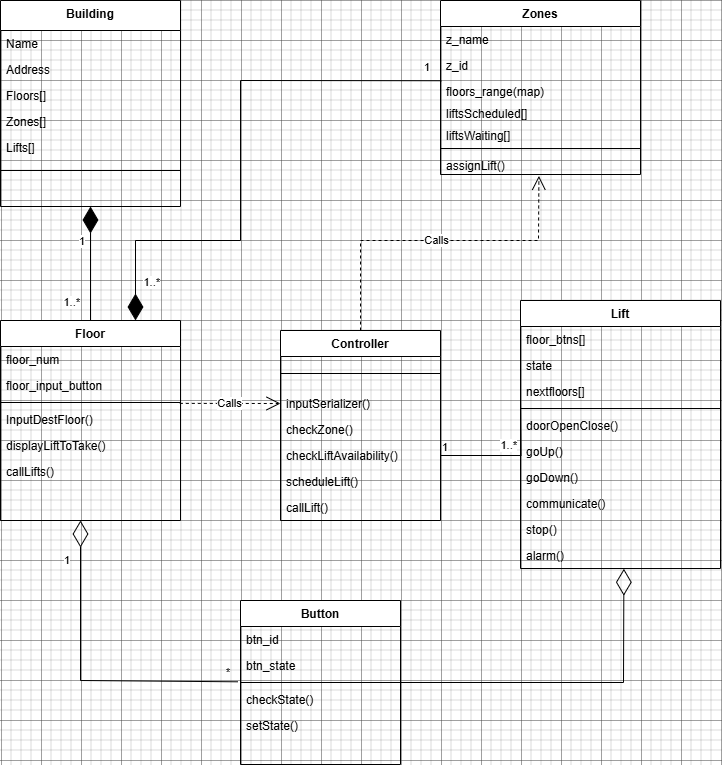 Building
Name
Address
Floors[]
Zones[]
Lifts[]
Zones
z_name
z_id
floors_range(map)
liftsScheduled[]
liftsWaiting[]
assignLift()
1
1
1..*
1..*
Calls
Floor
floor_num
floor_input_button
InputDestFloor()
displayLiftToTake()
callLifts()
Calls
Controller
inputSerializer()
checkZone()
checkLiftAvailability()
scheduleLift()
callLift()
1
1..*
Lift
floor_btns[]
state
nextfloors[]
doorOpenClose()
goUp()
goDown()
communicate()
stop()
alarm()
1
*
Button
btn_id
btn_state
checkState()
setState()